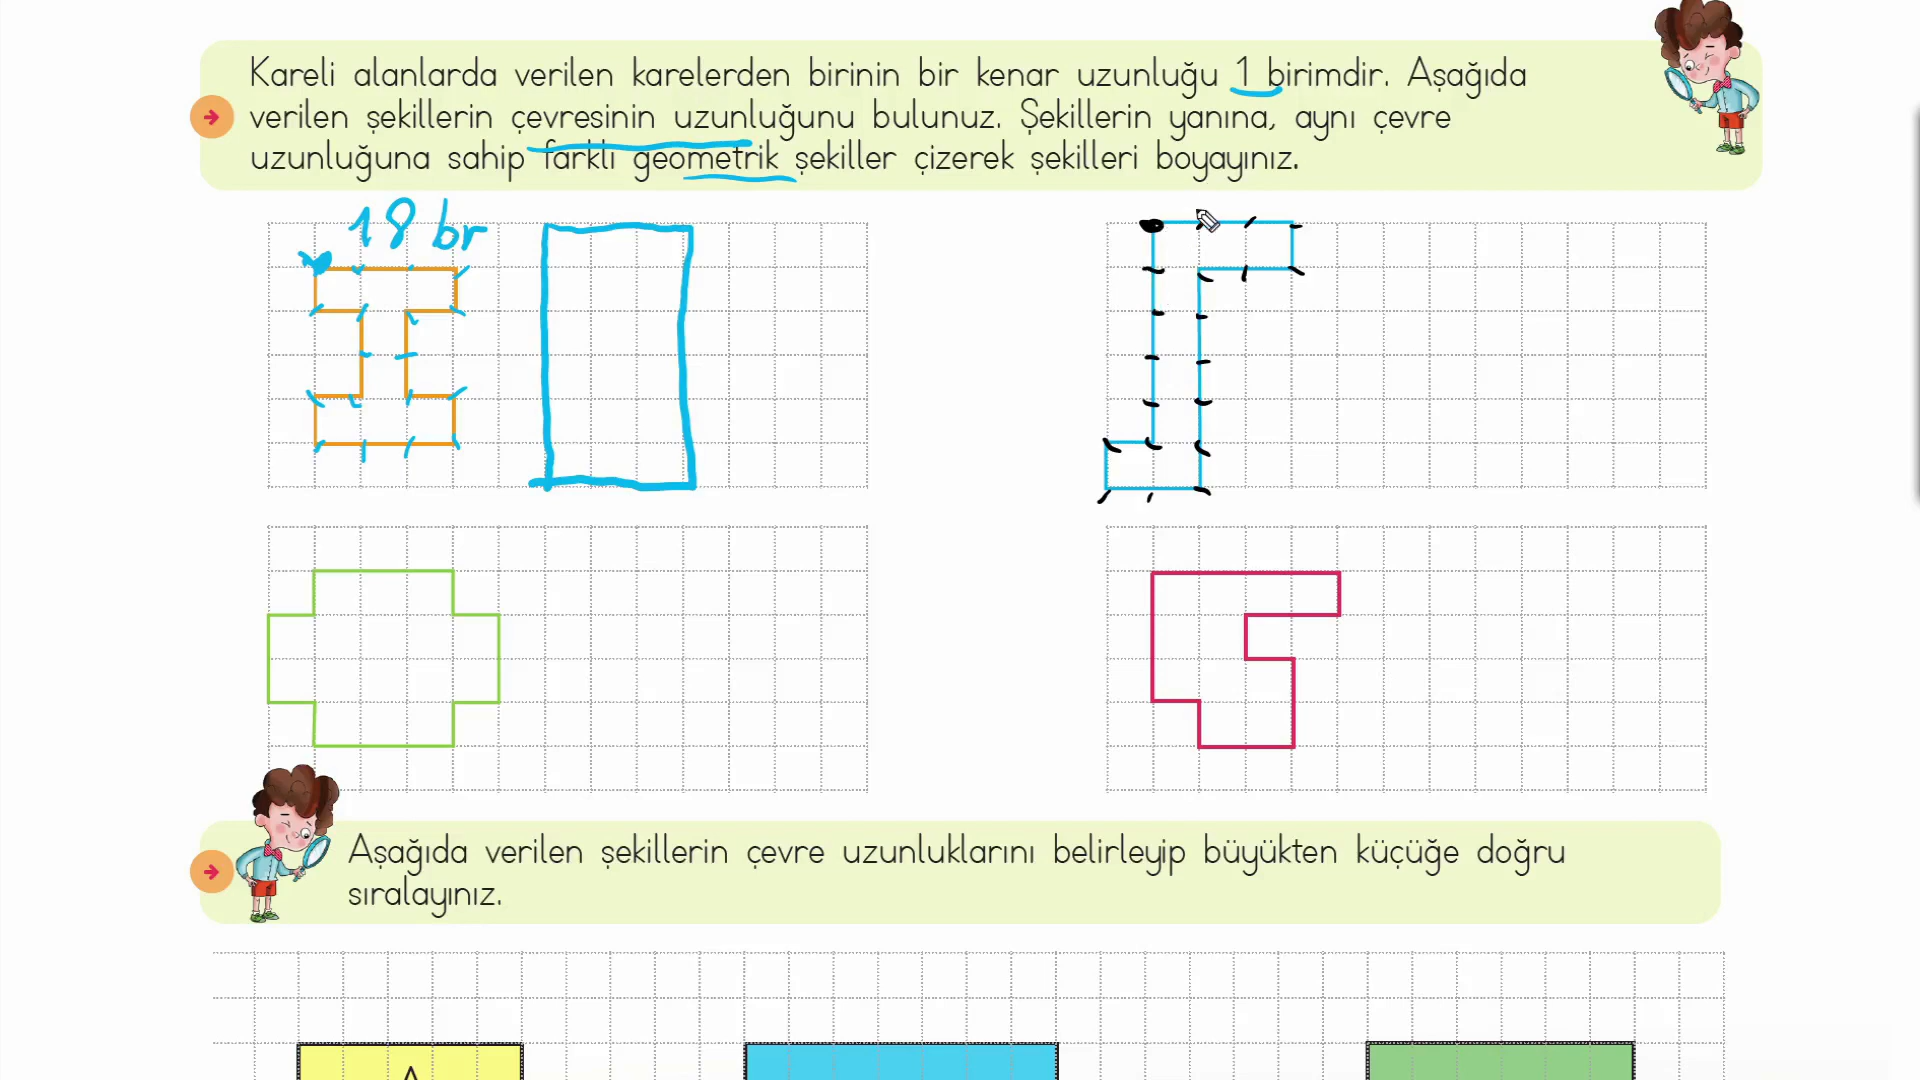 Kareli alanlarda verilen karelerden birinin bir kenar uzunluğu 1 birimdir. Aşağıda
verilen şekillerin çevresinin uzunluğunu bulunuz. Şekillerin yanına, aynı çevre
uzunluğuna sahip farklı geometrik şekiller çizerek şekilleri boyayınız.
18 br
Aşağıda verilen şekillerin çevre uzunluklarını belirleyip büyükten küçüğe doğru
sıralayınız.